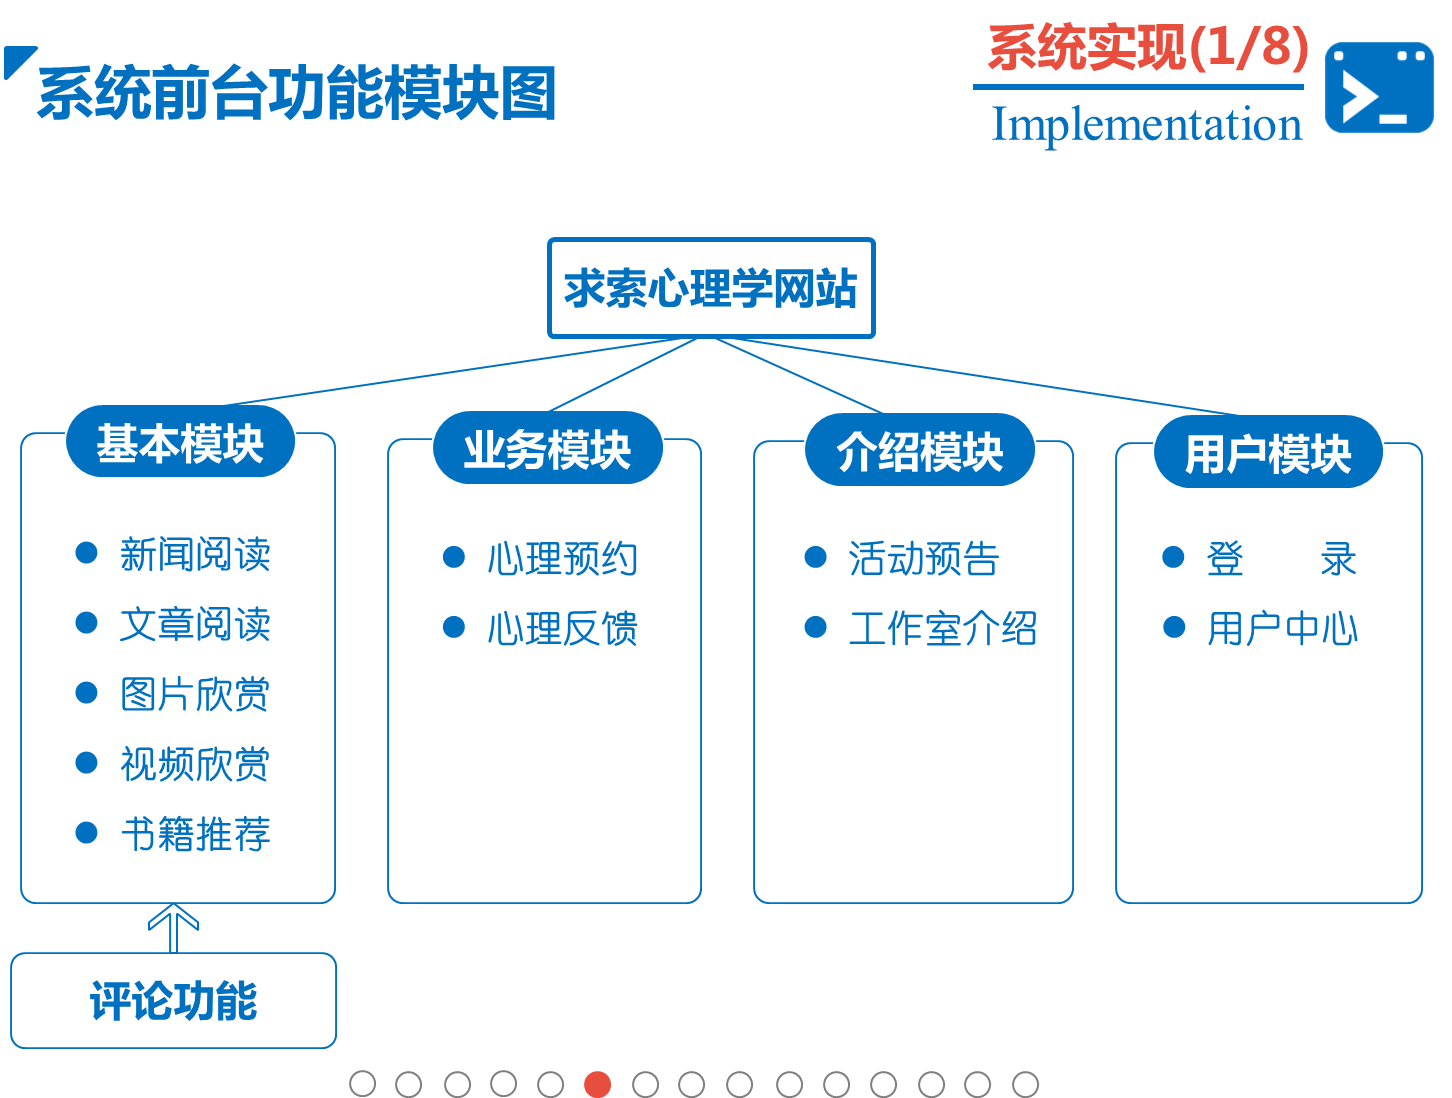 系统前台功能模块图
系统实现(1/8)
Implementation
求索心理学网站
基本模块
新闻阅读
文章阅读
图片欣赏
视频欣赏
书籍推荐
评论功能
业务模块
心理预约
心理反馈
介绍模块
活动预告
工作室介绍
用户模块
登 录
用户中心